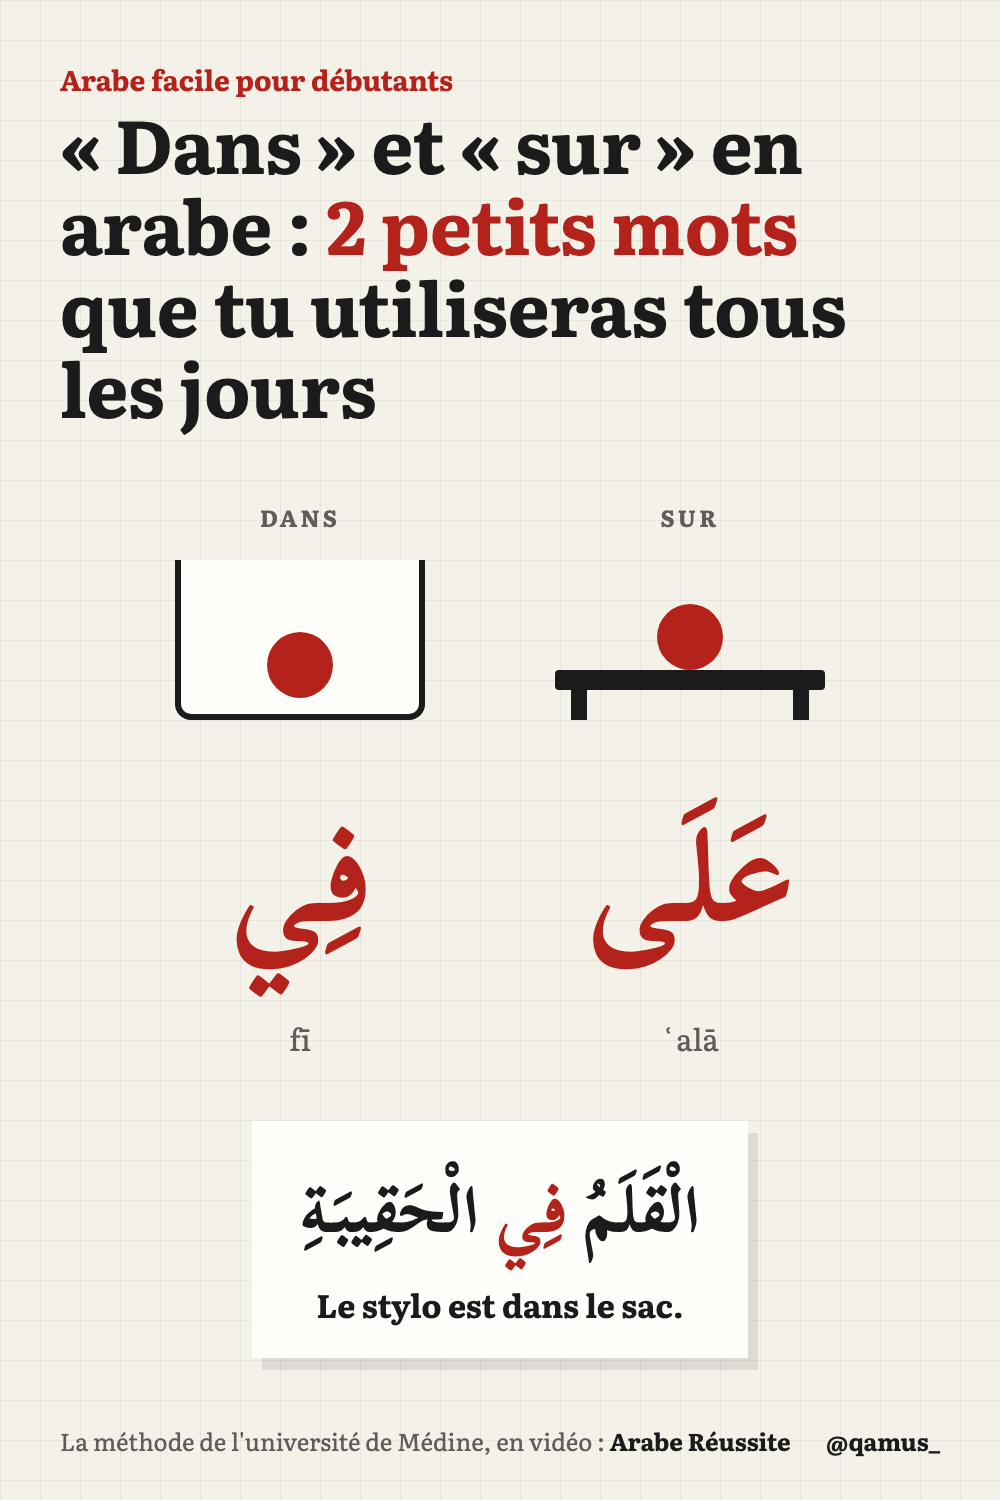 Arabe facile pour débutants
« Dans » et « sur » en
arabe : 2 petits mots
que tu utiliseras tous
les jours
DANS
SUR
فِي
عَلَى
fī
ʿalā
الْقَلَمُ فِي الْحَقِيبَةِ
Le stylo est dans le sac.
La méthode de l'université de Médine, en vidéo : Arabe Réussite @qamus_